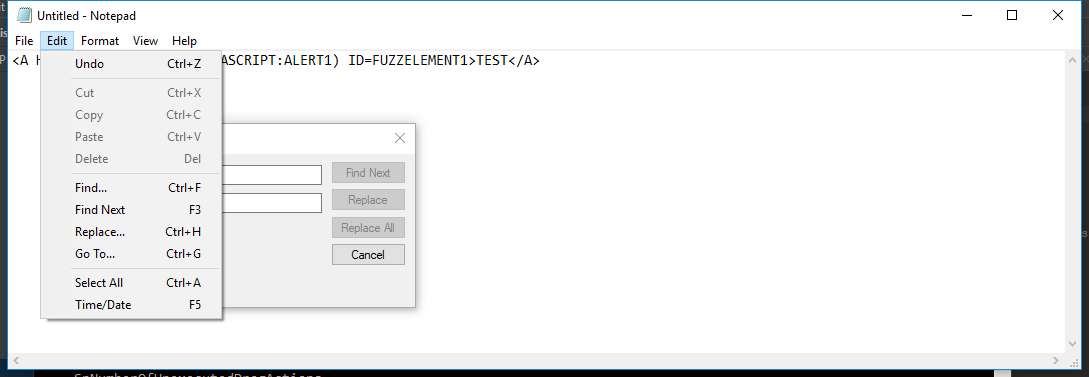 Untitled - Notepad
File Edit Format View Help
<A H ASCRIPT:ALERT1) ID=FUZZELEMENT1>TEST</A>
Undo Ctrl+Z
Cut Ctrl+X
Copy Ctrl+C
Paste Ctrl+V
Delete Del
Find... Ctrl+F
Find Next F3
Replace... Ctrl+H
Go To... Ctrl+G
Select All Ctrl+A
Time/Date F5
Find Next
Replace
Replace All
Cancel